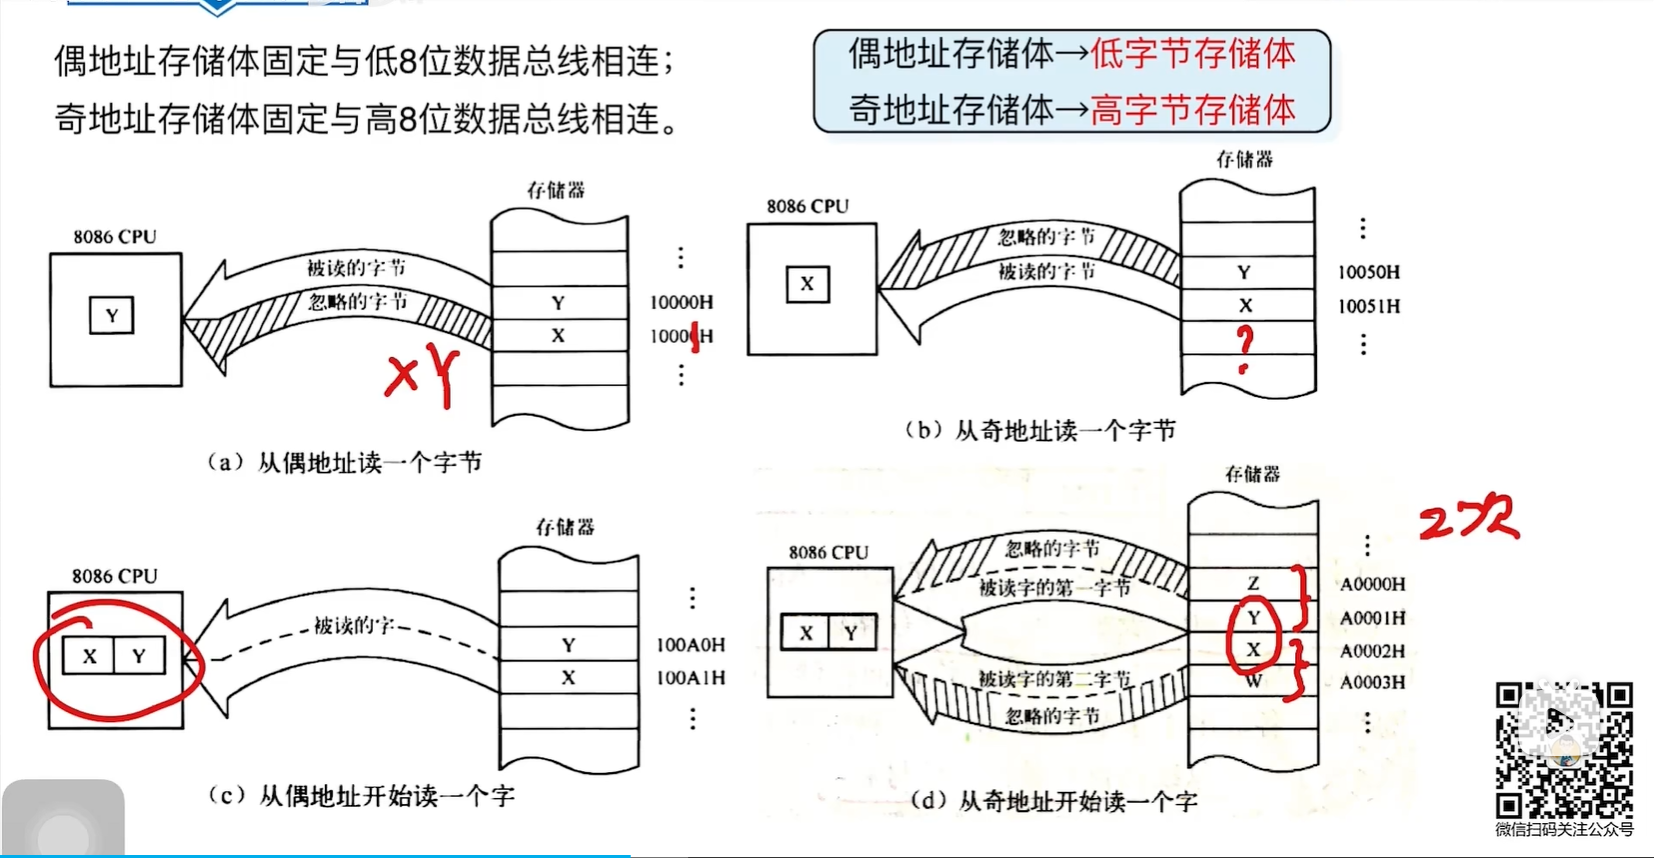 偶地址存储体固定与低8位数据总线相连；
奇地址存储体固定与高8位数据总线相连。
偶地址存储体→低字节存储体
奇地址存储体→高字节存储体
存储器
8086 CPU
被读的字节
忽略的字节
Y
Y
10000H
X
1000H
XY
（a）从偶地址读一个字节
存储器
8086 CPU
忽略的字节
被读的字节
X
Y
10050H
X
10051H
?
（b）从奇地址读一个字节
存储器
8086 CPU
被读的字
X Y
Y
100A0H
X
100A1H
（c）从偶地址开始读一个字
存储器
2次
8086 CPU
忽略的字节
被读字的第一字节
X Y
被读字的第二字节
忽略的字节
Z
A0000H
Y
A0001H
X
A0002H
W
A0003H
（d）从奇地址开始读一个字
微信扫码关注公众号